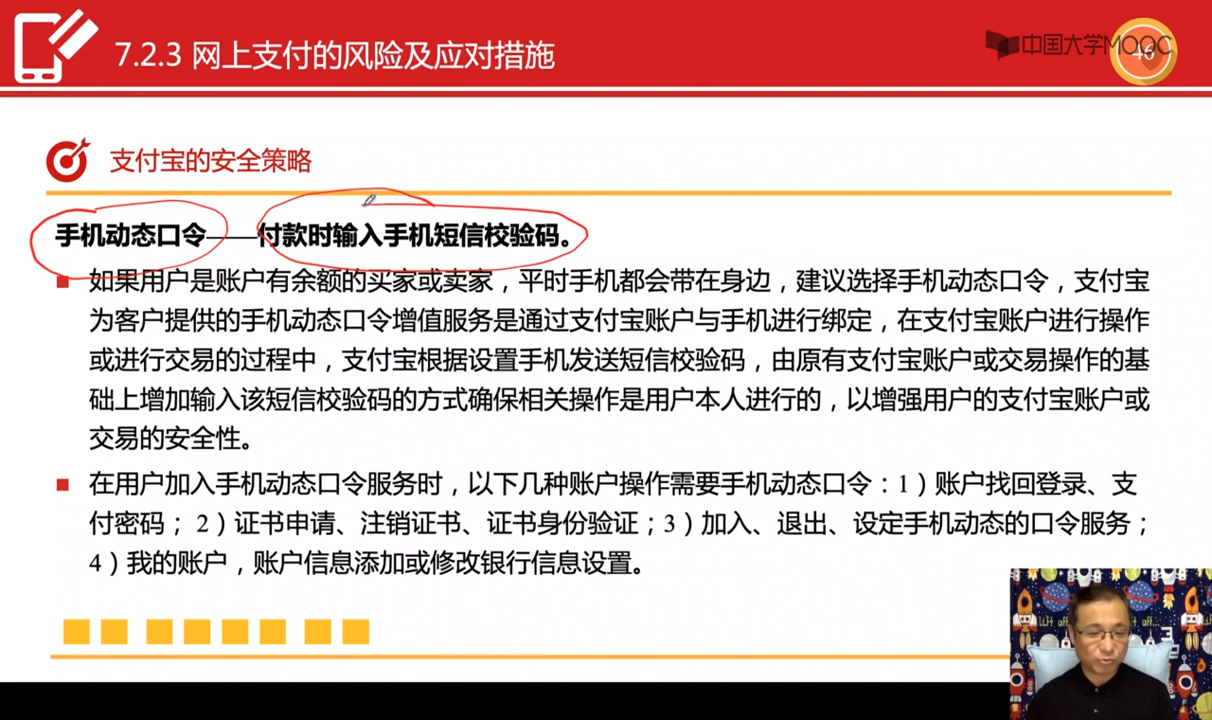 7.2.3 网上支付的风险及应对措施
中国大学MOOC
46
支付宝的安全策略
手机动态口令——付款时输入手机短信校验码。
如果用户是账户有余额的买家或卖家，平时手机都会带在身边，建议选择手机动态口令，支付宝
为客户提供的手机动态口令增值服务是通过支付宝账户与手机进行绑定，在支付宝账户进行操作
或进行交易的过程中，支付宝根据设置手机发送短信校验码，由原有支付宝账户或交易操作的基
础上增加输入该短信校验码的方式确保相关操作是用户本人进行的，以增强用户的支付宝账户或
交易的安全性。
在用户加入手机动态口令服务时，以下几种账户操作需要手机动态口令：1）账户找回登录、支
付密码； 2）证书申请、注销证书、证书身份验证；3）加入、退出、设定手机动态的口令服务；
4）我的账户，账户信息添加或修改银行信息设置。